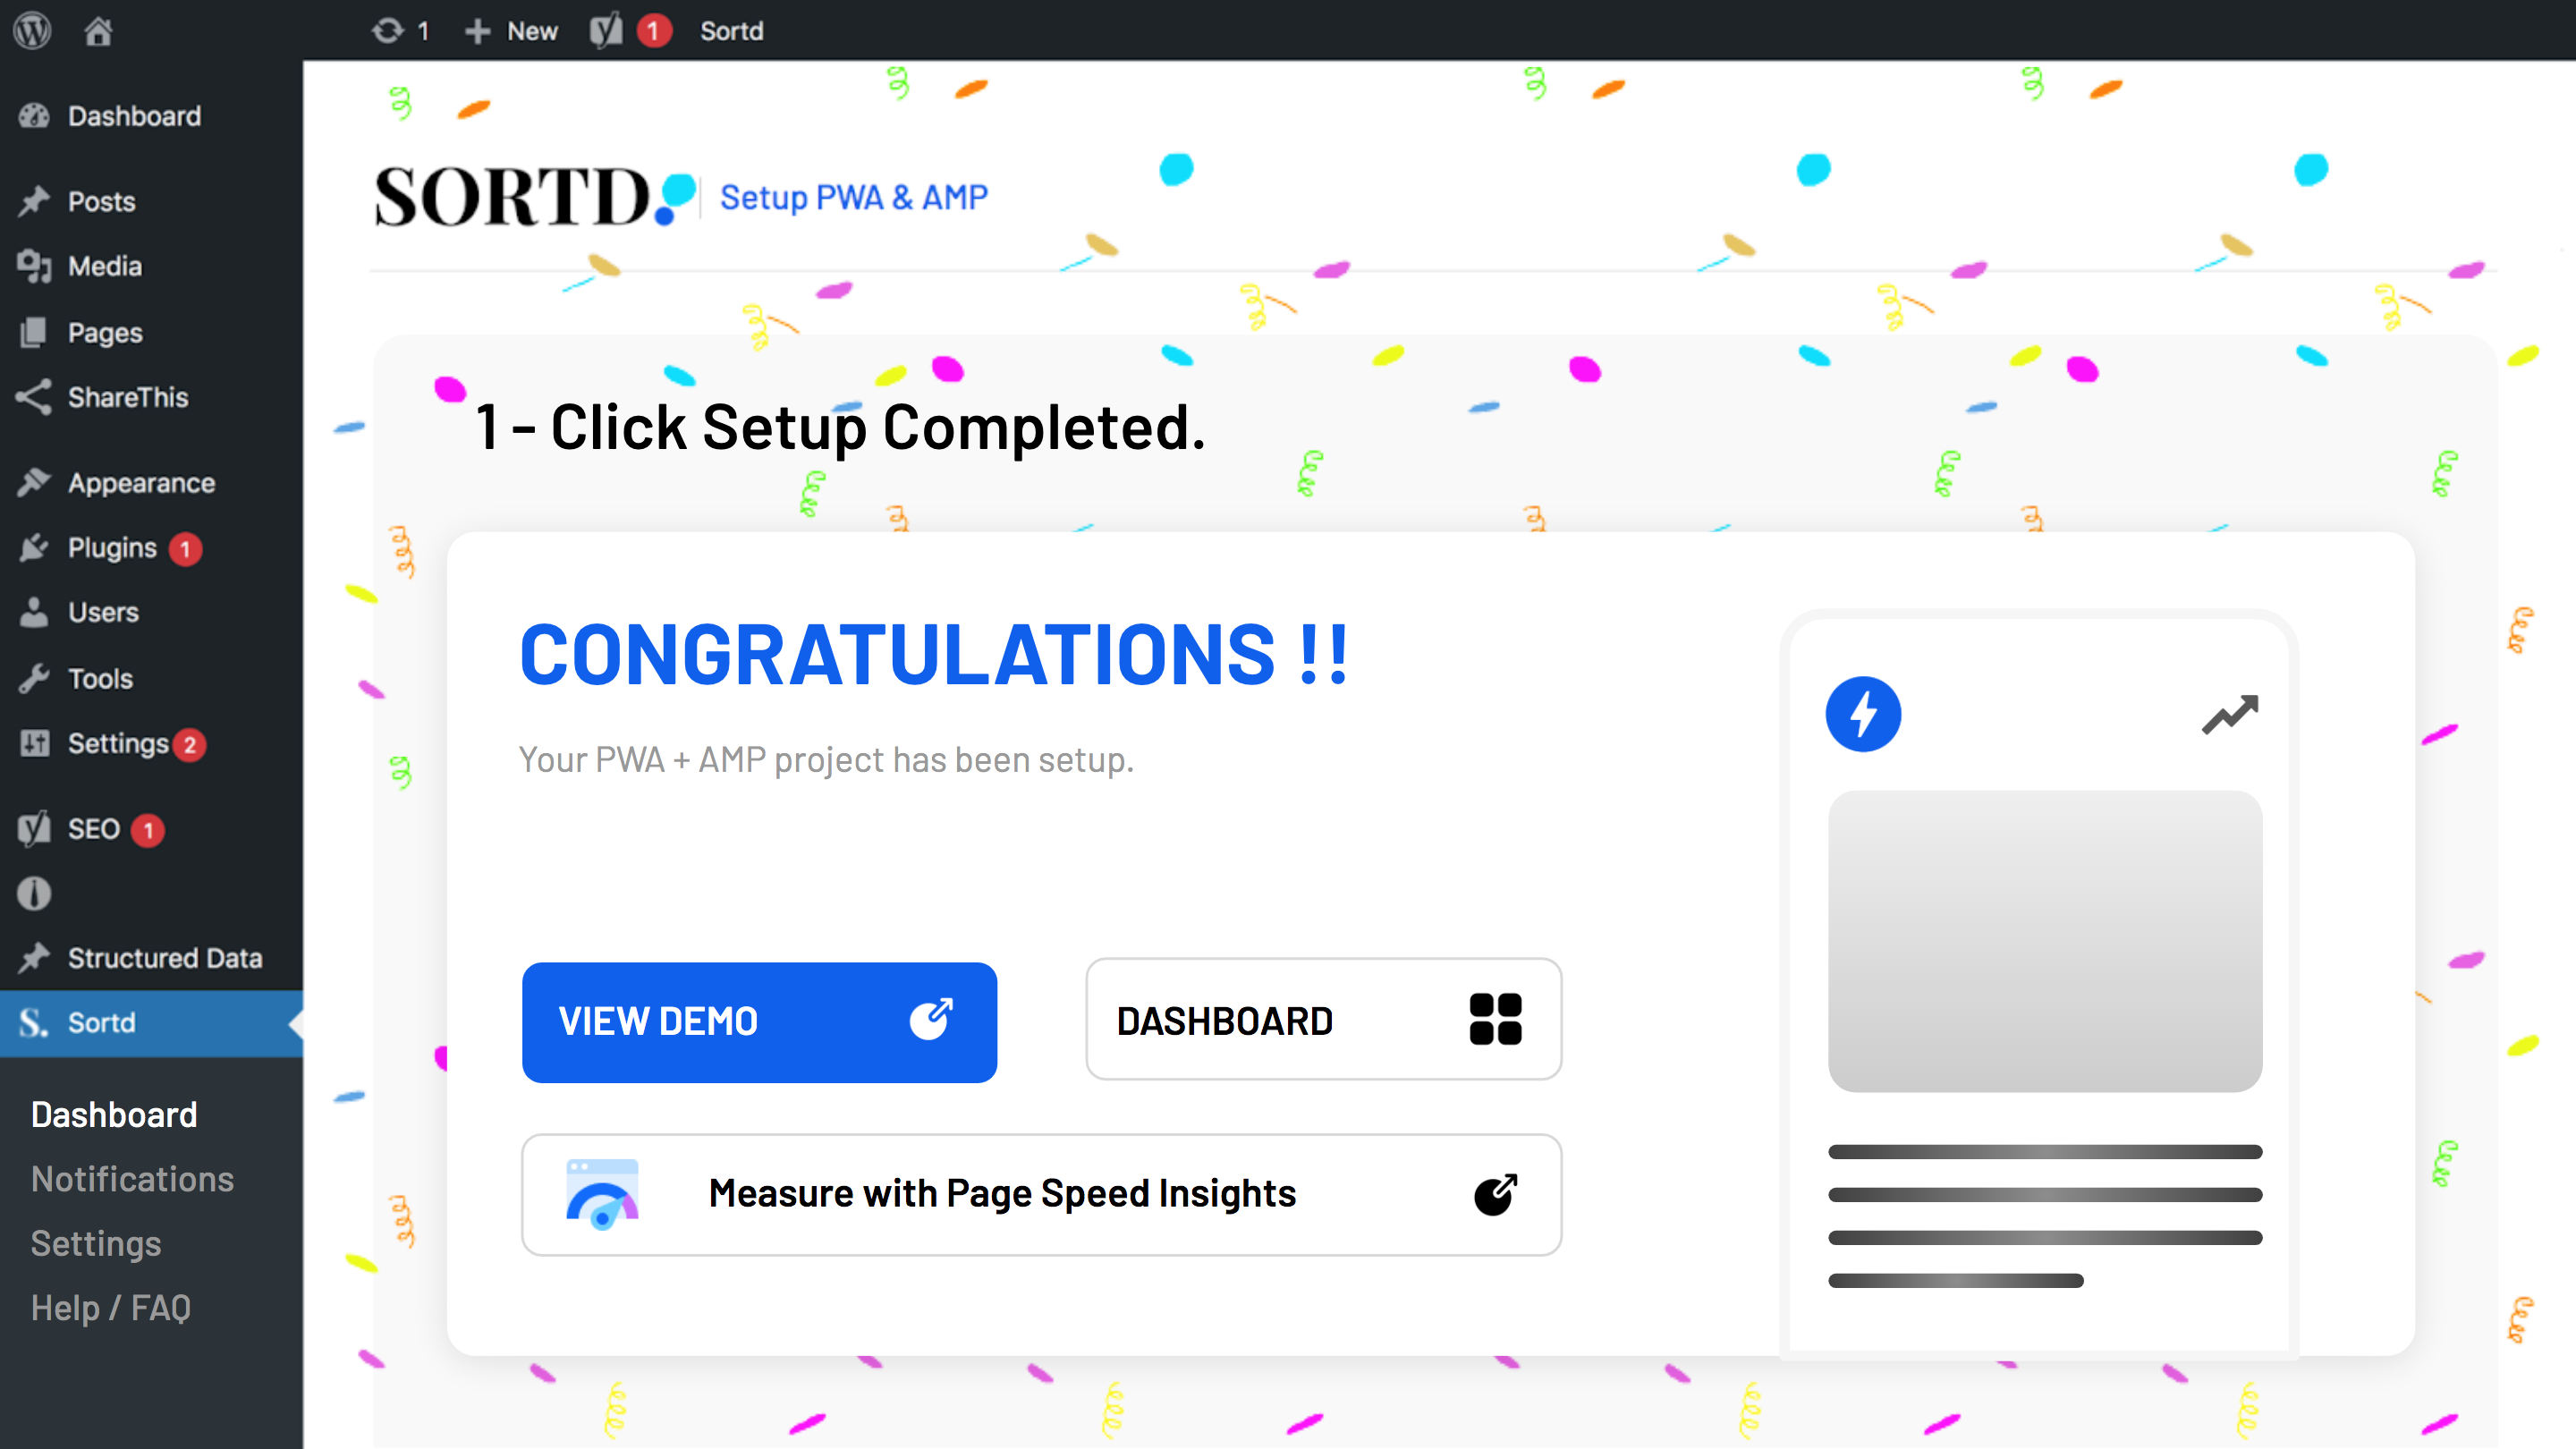 1 New 1 Sortd
Dashboard
Posts
Media
Pages
ShareThis
Appearance
Plugins 1
Users
Tools
Settings 2
SEO 1
Structured Data
S. Sortd
Dashboard
Notifications
Settings
Help / FAQ
SORTD. Setup PWA & AMP
1 - Click Setup Completed.
CONGRATULATIONS !!
Your PWA + AMP project has been setup.
VIEW DEMO
DASHBOARD
Measure with Page Speed Insights